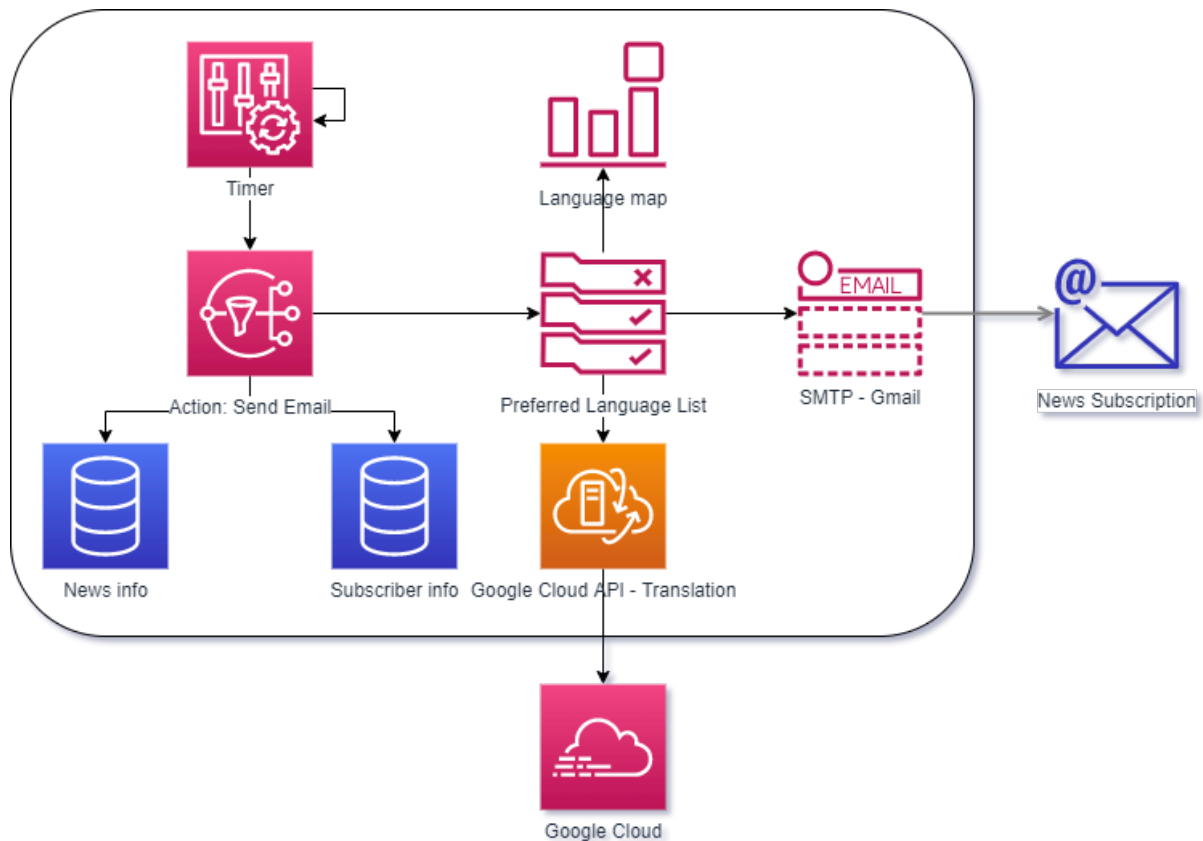 Timer
Language map
EMAIL
Action: Send Email
Preferred Language List
SMTP - Gmail
@
News Subscription
News info
Subscriber info
Google Cloud API - Translation
Google Cloud